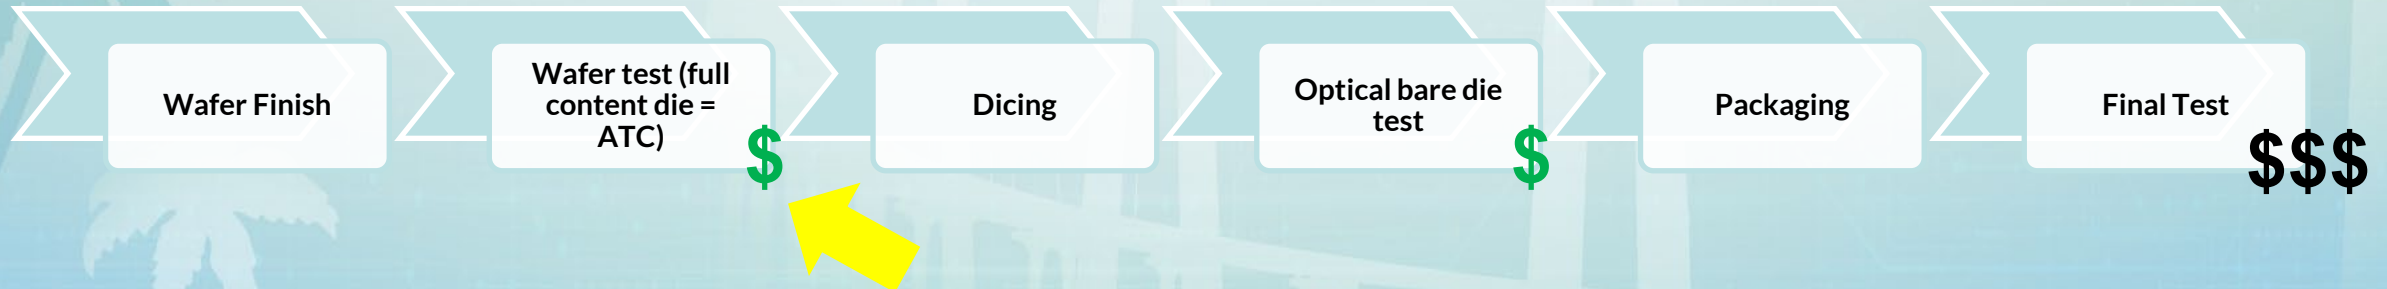 Wafer Finish
Wafer test (full
content die =
ATC)
$
Dicing
Optical bare die
test
$
Packaging
Final Test
$$$